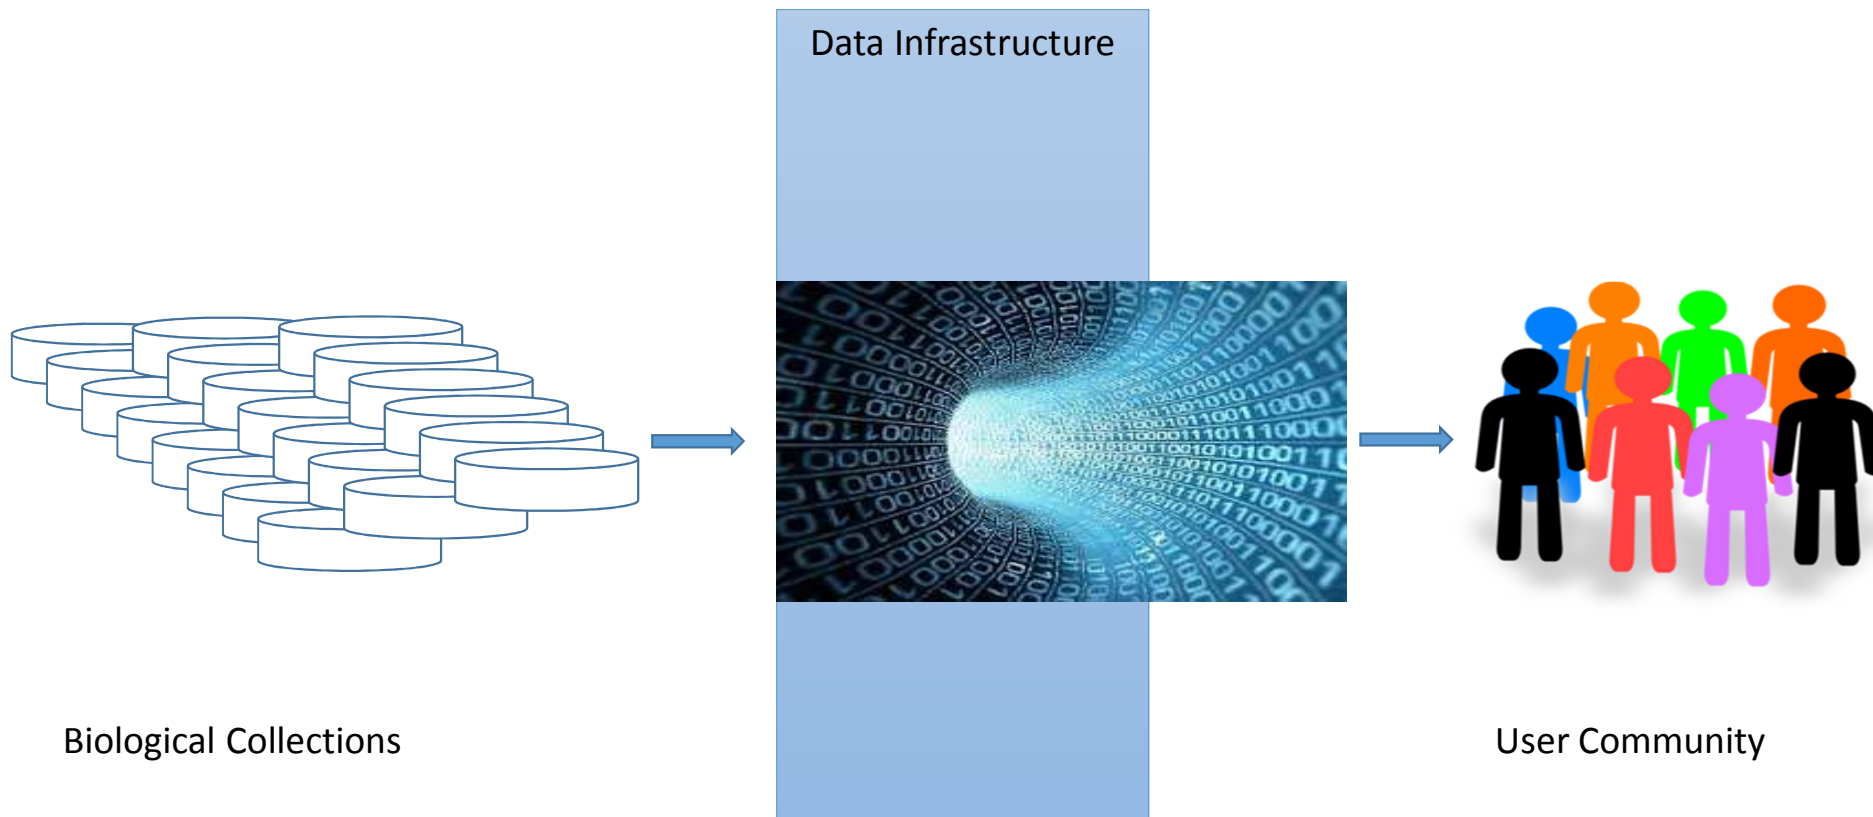 Data Infrastructure
Biological Collections
User Community